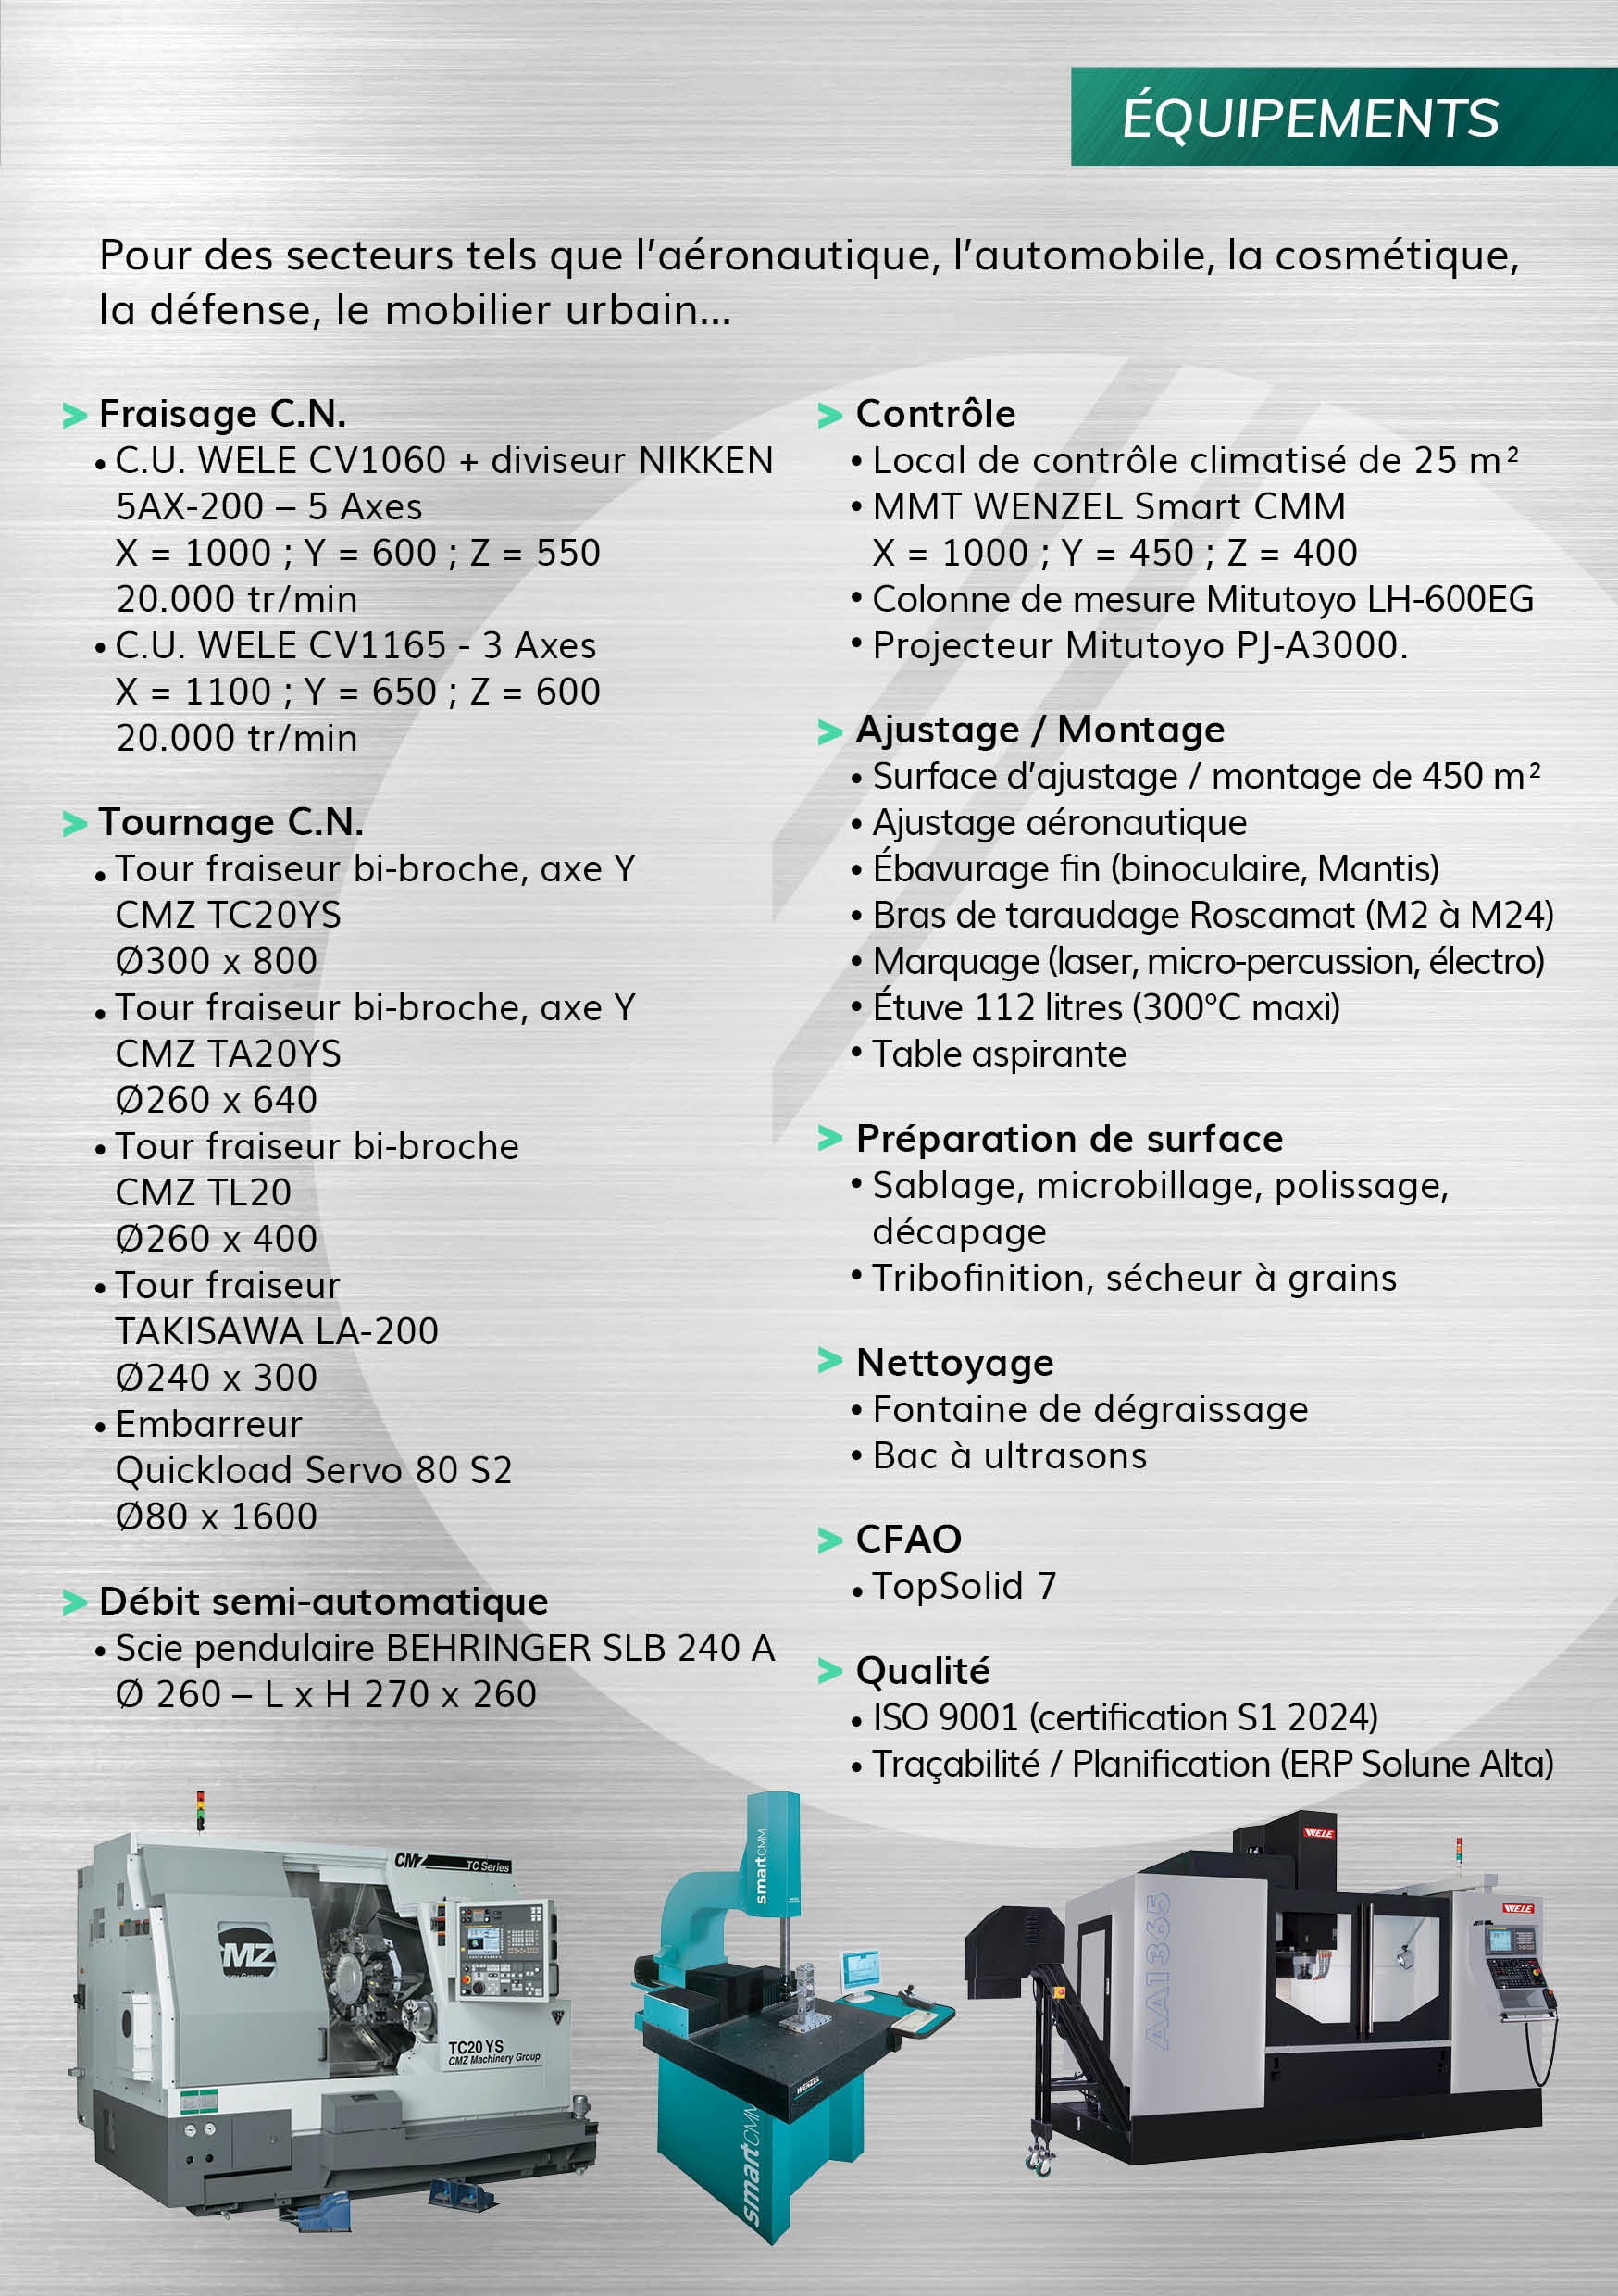 ÉQUIPEMENTS
Pour des secteurs tels que l’aéronautique, l’automobile, la cosmétique,
la défense, le mobilier urbain...
> Fraisage C.N.
• C.U. WELE CV1060 + diviseur NIKKEN
5AX-200 – 5 Axes
X = 1000 ; Y = 600 ; Z = 550
20.000 tr/min
• C.U. WELE CV1165 - 3 Axes
X = 1100 ; Y = 650 ; Z = 600
20.000 tr/min
> Tournage C.N.
• Tour fraiseur bi-broche, axe Y
CMZ TC20YS
Ø300 x 800
• Tour fraiseur bi-broche, axe Y
CMZ TA20YS
Ø260 x 640
• Tour fraiseur bi-broche
CMZ TL20
Ø260 x 400
• Tour fraiseur
TAKISAWA LA-200
Ø240 x 300
• Embarreur
Quickload Servo 80 S2
Ø80 x 1600
> Débit semi-automatique
• Scie pendulaire BEHRINGER SLB 240 A
Ø 260 – L x H 270 x 260
> Contrôle
• Local de contrôle climatisé de 25 m²
• MMT WENZEL Smart CMM
X = 1000 ; Y = 450 ; Z = 400
• Colonne de mesure Mitutoyo LH-600EG
• Projecteur Mitutoyo PJ-A3000.
> Ajustage / Montage
• Surface d’ajustage / montage de 450 m²
• Ajustage aéronautique
• Ébavurage fin (binoculaire, Mantis)
• Bras de taraudage Roscamat (M2 à M24)
• Marquage (laser, micro-percussion, électro)
• Étuve 112 litres (300°C maxi)
• Table aspirante
> Préparation de surface
• Sablage, microbillage, polissage,
décapage
• Tribofinition, sécheur à grains
> Nettoyage
• Fontaine de dégraissage
• Bac à ultrasons
> CFAO
• TopSolid 7
> Qualité
• ISO 9001 (certification S1 2024)
• Traçabilité / Planification (ERP Solune Alta)
CMZ TC Series
CMZ
TC20 YS
CMZ Machinery Group
smartCMM
WENZEL
smartCMM
WELE
WELE
AA1365